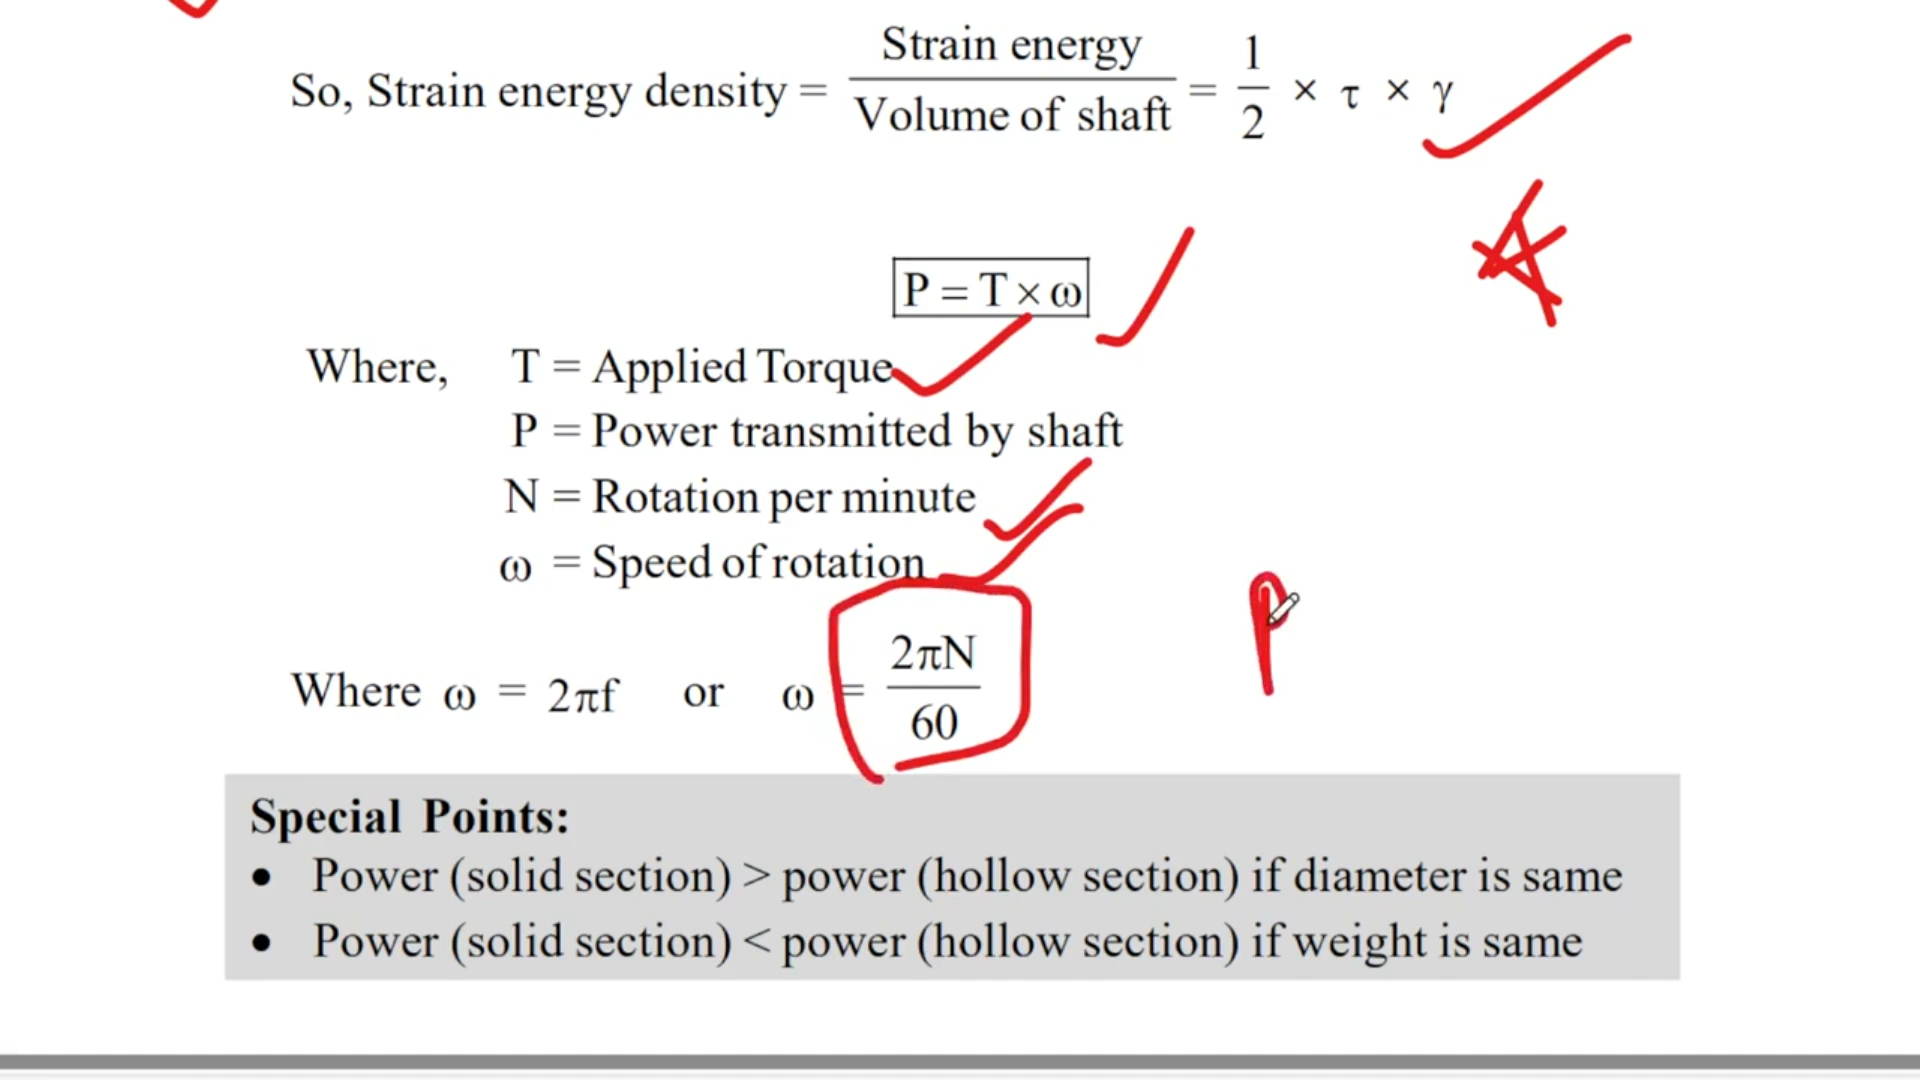 So, Strain energy density = Strain energy / Volume of shaft = 1/2 × τ × γ
P = T × ω
Where, T = Applied Torque
P = Power transmitted by shaft
N = Rotation per minute
ω = Speed of rotation
Where ω = 2πf or ω = 2πN / 60
P
Special Points:
• Power (solid section) > power (hollow section) if diameter is same
• Power (solid section) < power (hollow section) if weight is same